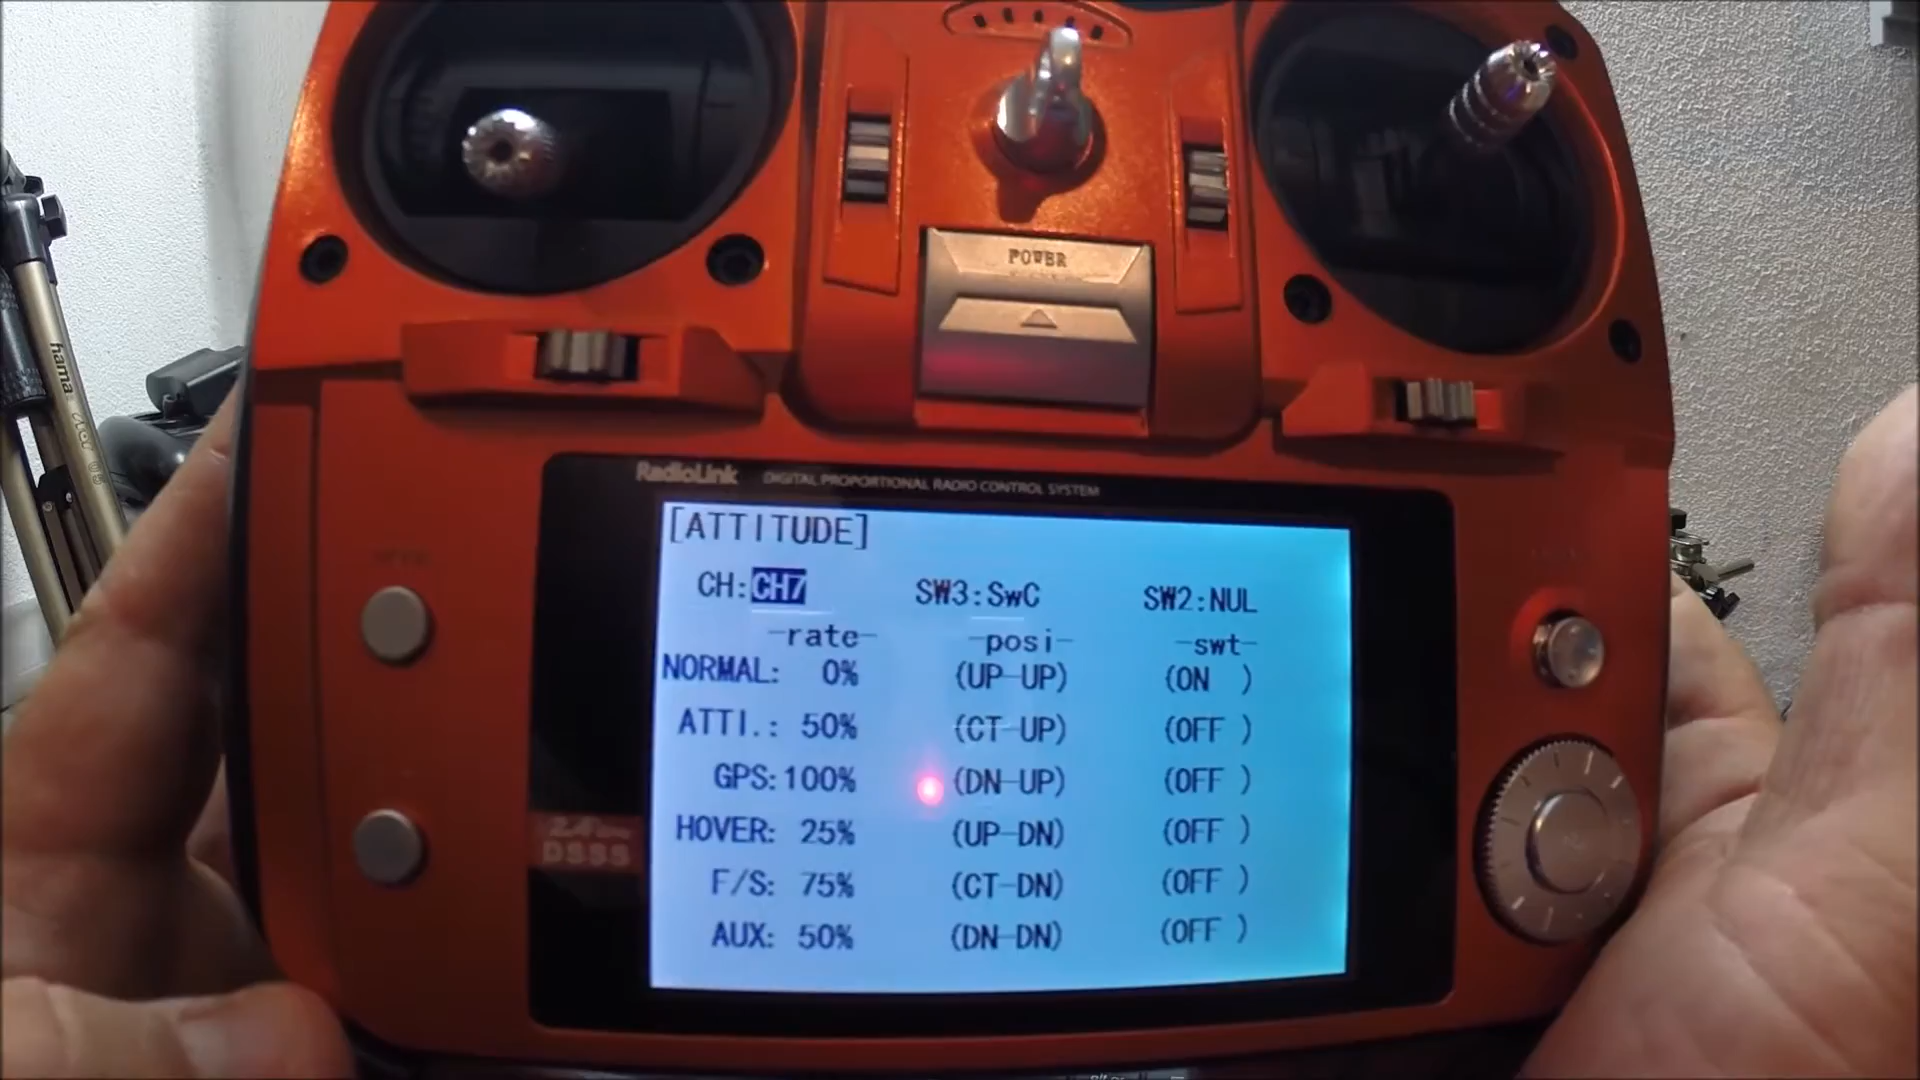 POWER
hama
RadioLink DIGITAL PROPORTIONAL RADIO CONTROL SYSTEM
[ATTITUDE]
CH:CH7 SW3:SwC SW2:NUL
-rate- -posi- -swt-
NORMAL: 0% (UP-UP) (ON )
ATTI.: 50% (CT-UP) (OFF )
GPS:100% (DN-UP) (OFF )
HOVER: 25% (UP-DN) (OFF )
F/S: 75% (CT-DN) (OFF )
AUX: 50% (DN-DN) (OFF )
DSSS